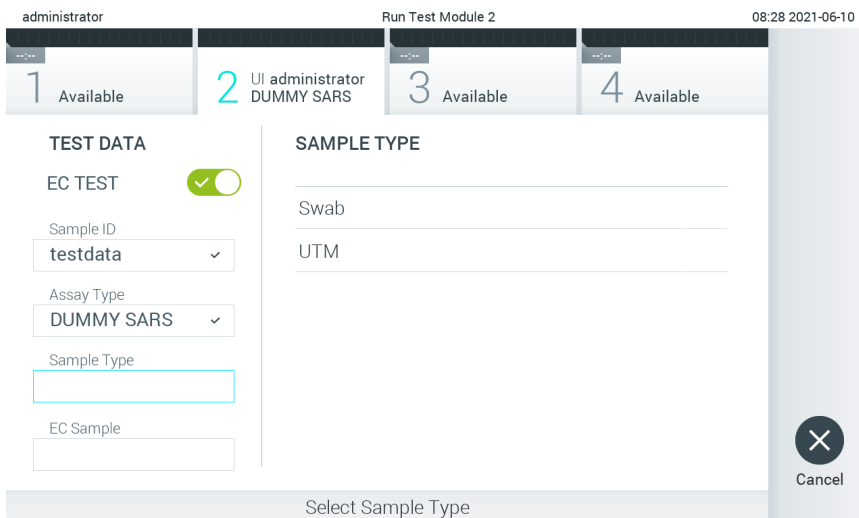 administrator Run Test Module 2 08:28 2021-06-10
--:-- --:-- --:--
1 Available
2 UI administrator
DUMMY SARS
3 Available
4 Available
TEST DATA
EC TEST
Sample ID
testdata
Assay Type
DUMMY SARS
Sample Type
EC Sample
SAMPLE TYPE
Swab
UTM
Cancel
Select Sample Type